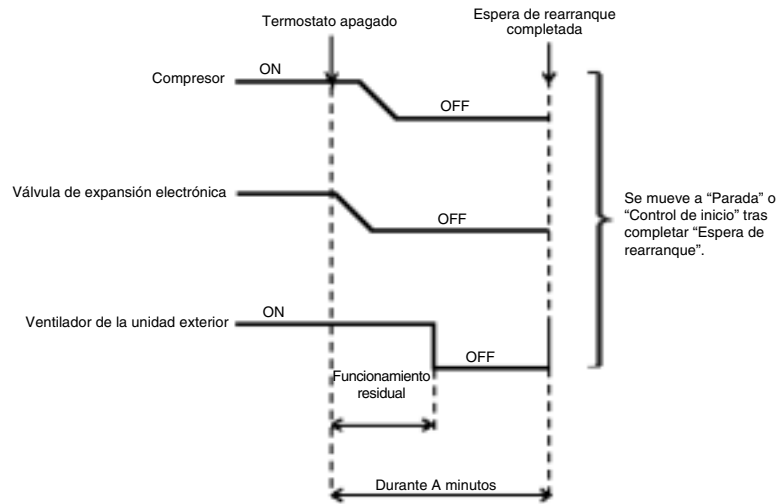 Termostato apagado
Espera de rearranque
completada
Compresor
ON
OFF
Válvula de expansión electrónica
OFF
Se mueve a “Parada” o
“Control de inicio” tras
completar “Espera de
rearranque”.
Ventilador de la unidad exterior
ON
OFF
Funcionamiento
residual
Durante A minutos